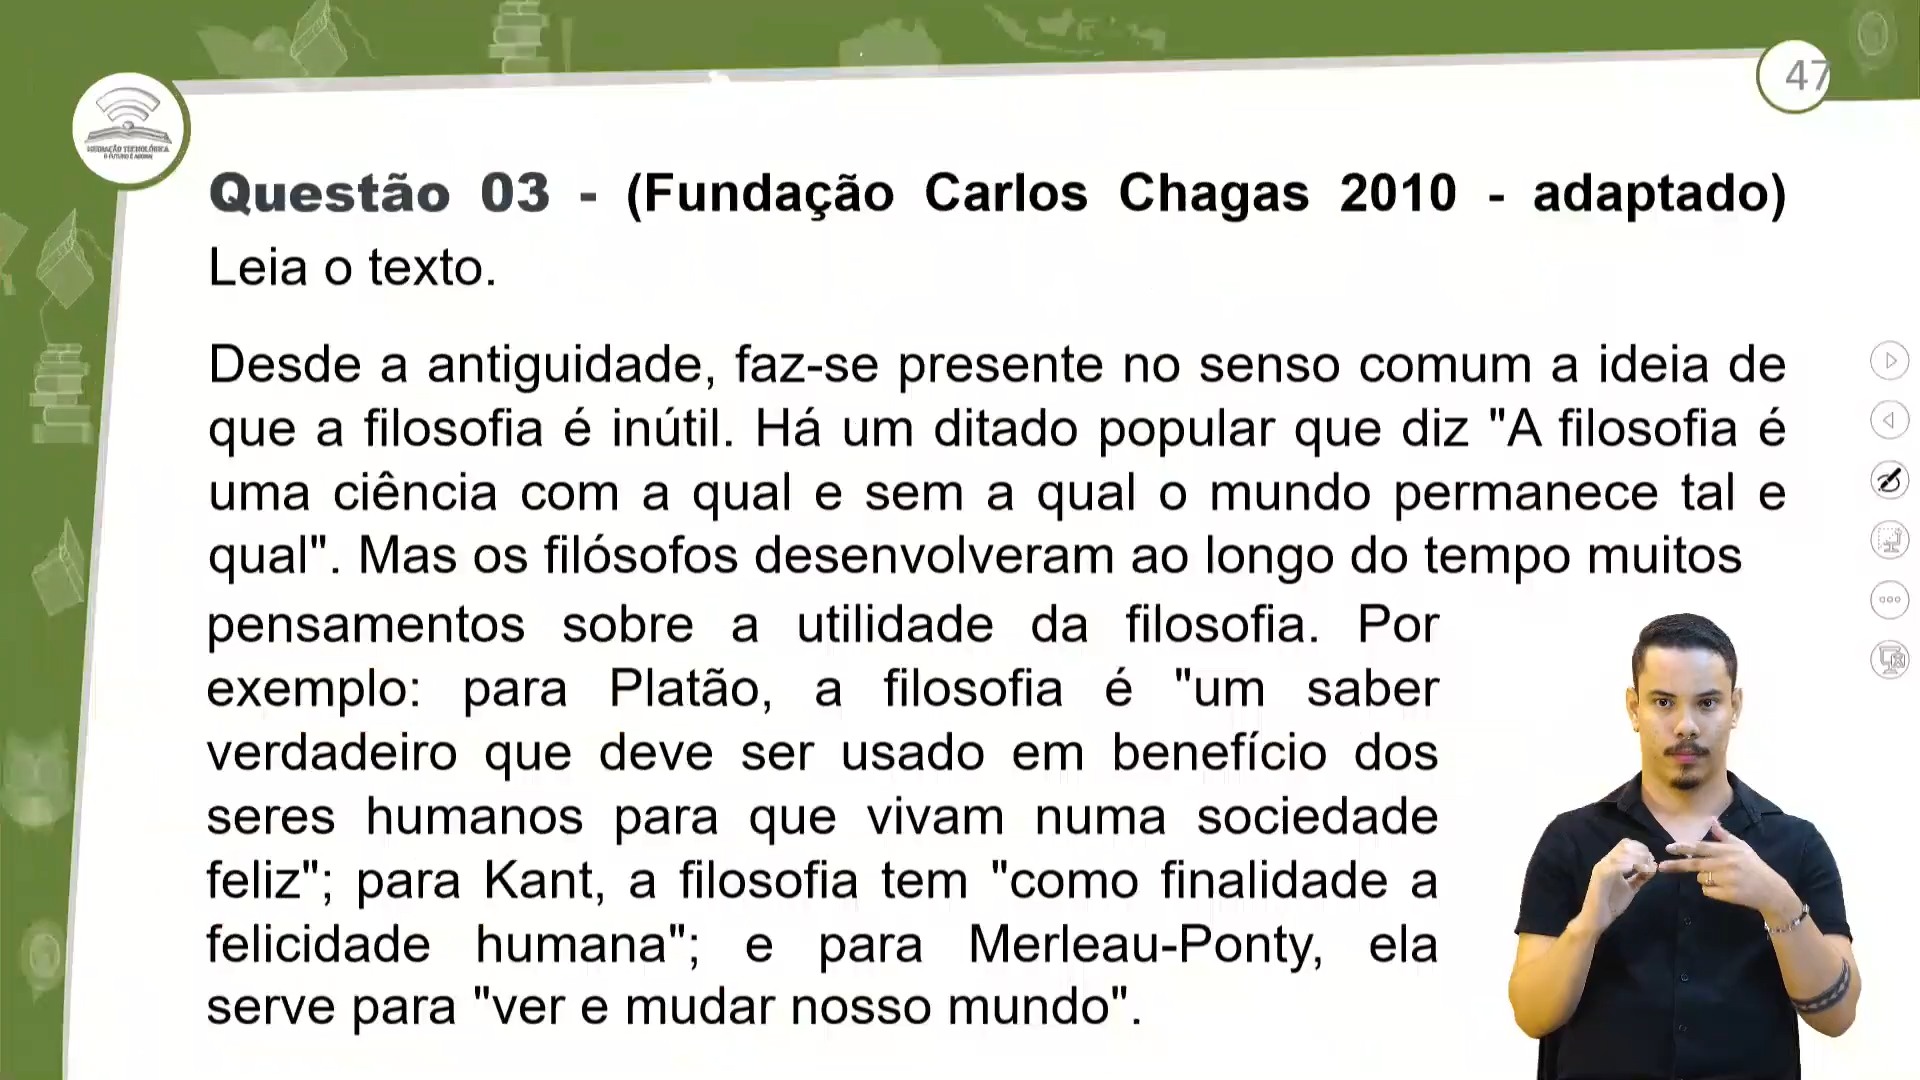 47
MEDIAÇÃO TECNOLÓGICA
O FUTURO É AGORA!
Questão 03 - (Fundação Carlos Chagas 2010 - adaptado)
Leia o texto.
Desde a antiguidade, faz-se presente no senso comum a ideia de
que a filosofia é inútil. Há um ditado popular que diz "A filosofia é
uma ciência com a qual e sem a qual o mundo permanece tal e
qual". Mas os filósofos desenvolveram ao longo do tempo muitos
pensamentos sobre a utilidade da filosofia. Por
exemplo: para Platão, a filosofia é "um saber
verdadeiro que deve ser usado em benefício dos
seres humanos para que vivam numa sociedade
feliz"; para Kant, a filosofia tem "como finalidade a
felicidade humana"; e para Merleau-Ponty, ela
serve para "ver e mudar nosso mundo".